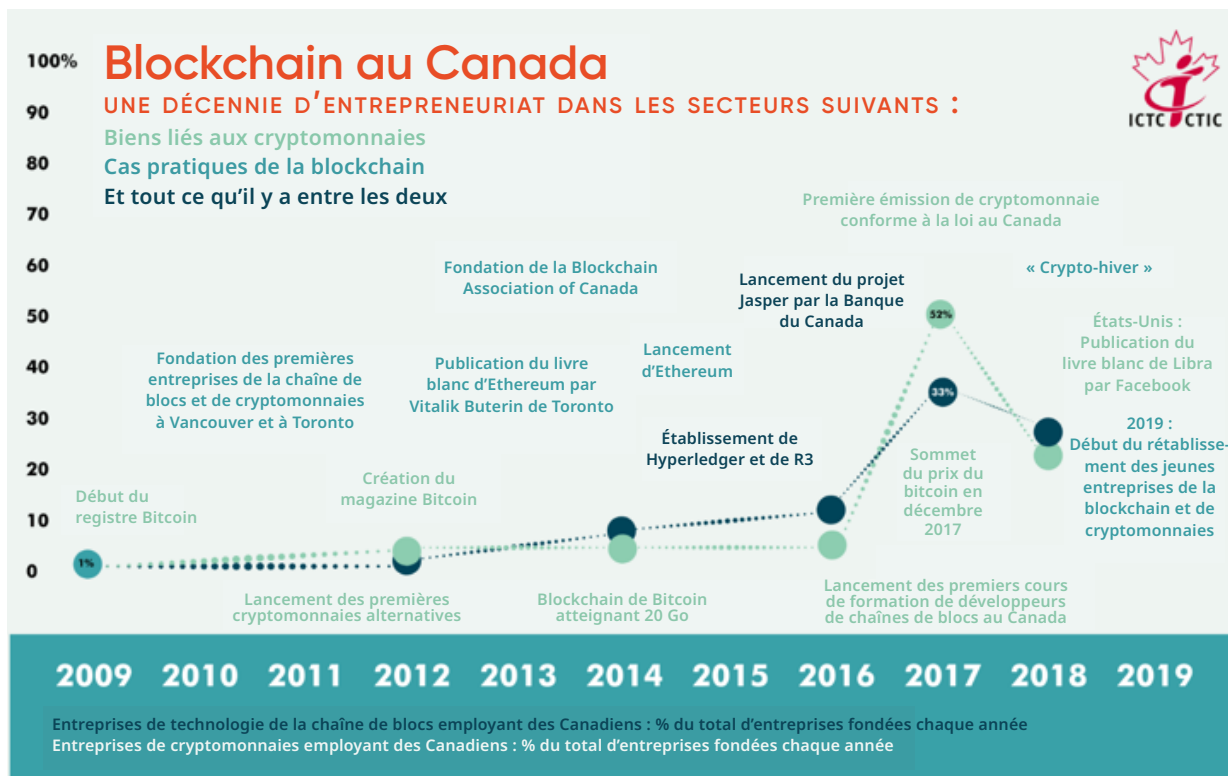 Blockchain au Canada
UNE DÉCENNIE D'ENTREPRENEURIAT DANS LES SECTEURS SUIVANTS :
Biens liés aux cryptomonnaies
Cas pratiques de la blockchain
Et tout ce qu'il y a entre les deux
ICTC CTIC
100%
90
80
70
60
50
40
30
20
10
0
Première émission de cryptomonnaie
conforme à la loi au Canada
Fondation de la Blockchain
Association of Canada
Lancement du projet
Jasper par la Banque
du Canada
« Crypto-hiver »
52%
États-Unis :
Publication du
livre blanc de Libra
par Facebook
Fondation des premières
entreprises de la chaîne de
blocs et de cryptomonnaies
à Vancouver et à Toronto
Publication du livre
blanc d'Ethereum par
Vitalik Buterin de Toronto
Lancement
d'Ethereum
33%
Établissement de
Hyperledger et de R3
2019 :
Début du rétablisse-
ment des jeunes
entreprises de la
blockchain et de
cryptomonnaies
Sommet
du prix du
bitcoin en
décembre
2017
Création du
magazine Bitcoin
Début du
registre Bitcoin
1%
Lancement des premières
cryptomonnaies alternatives
Blockchain de Bitcoin
atteignant 20 Go
Lancement des premiers cours
de formation de développeurs
de chaînes de blocs au Canada
2009 2010 2011 2012 2013 2014 2015 2016 2017 2018 2019
Entreprises de technologie de la chaîne de blocs employant des Canadiens : % du total d'entreprises fondées chaque année
Entreprises de cryptomonnaies employant des Canadiens : % du total d'entreprises fondées chaque année